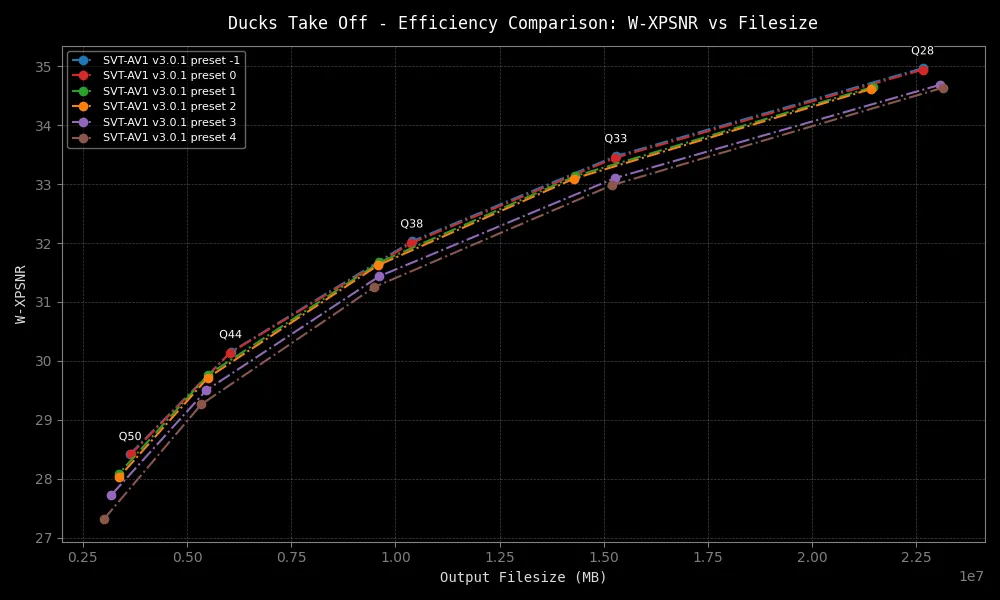 Ducks Take Off - Efficiency Comparison: W-XPSNR vs Filesize
SVT-AV1 v3.0.1 preset -1
SVT-AV1 v3.0.1 preset 0
SVT-AV1 v3.0.1 preset 1
SVT-AV1 v3.0.1 preset 2
SVT-AV1 v3.0.1 preset 3
SVT-AV1 v3.0.1 preset 4
Q28
Q33
Q38
Q44
Q50
W-XPSNR
35
34
33
32
31
30
29
28
27
0.25 0.50 0.75 1.00 1.25 1.50 1.75 2.00 2.25
1e7
Output Filesize (MB)